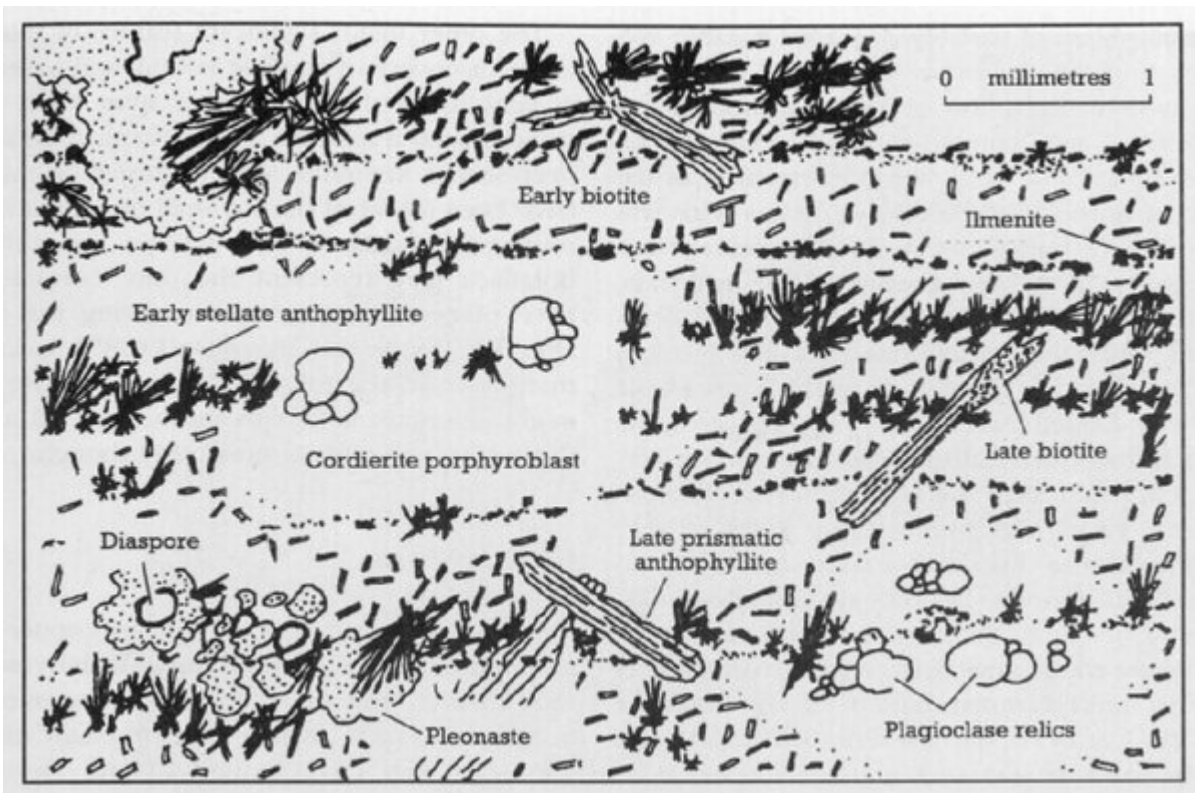 0 millimetres 1
Early biotite
Ilmenite
Early stellate anthophyllite
Cordierite porphyroblast
Late biotite
Diaspore
Late prismatic
anthophyllite
Plagioclase relics
Pleonaste